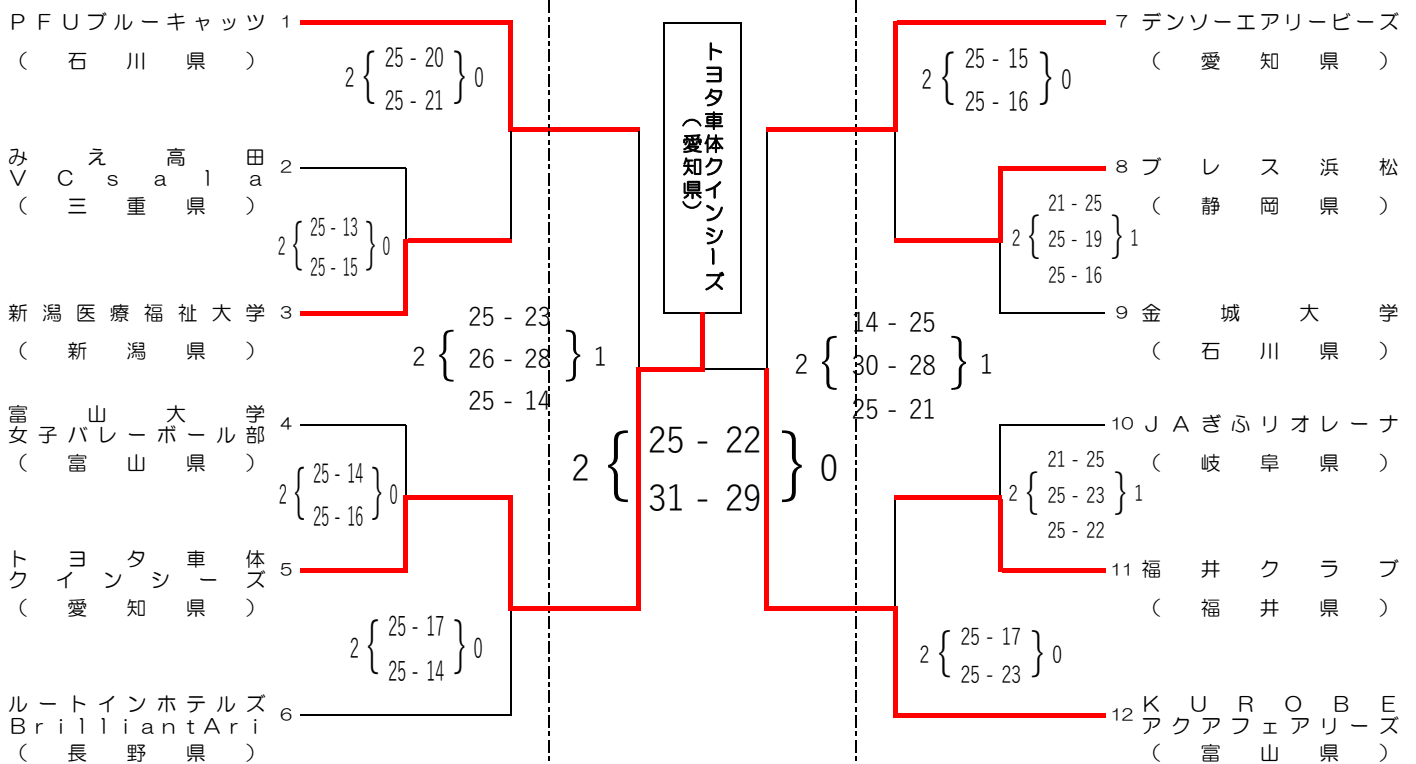 PFUブルーキャッツ 1
（石川県）
2 { 25 - 20 } 0
25 - 21
みえ高田 2
VCsala
（三重県）
2 { 25 - 13 } 0
25 - 15
新潟医療福祉大学 3
（新潟県）
富山大学 4
女子バレーボール部
（富山県）
2 { 25 - 14 } 0
25 - 16
トヨタ車体 5
クインシーズ
（愛知県）
2 { 25 - 17 } 0
25 - 14
ルートインホテルズ 6
BrilliantAri
（長野県）
25 - 23
2 { 26 - 28 } 1
25 - 14
トヨタ車体クインシーズ
（愛知県）
25 - 22
2 { } 0
31 - 29
14 - 25
2 { 30 - 28 } 1
25 - 21
7 デンソーエアリービーズ
（愛知県）
2 { 25 - 15 } 0
25 - 16
8 ブレス浜松
（静岡県）
21 - 25
2 { 25 - 19 } 1
25 - 16
9 金城大学
（石川県）
10 JAぎふリオレーナ
（岐阜県）
21 - 25
2 { 25 - 23 } 1
25 - 22
11 福井クラブ
（福井県）
2 { 25 - 17 } 0
25 - 23
12 KUROBE
アクアフェアリーズ
（富山県）